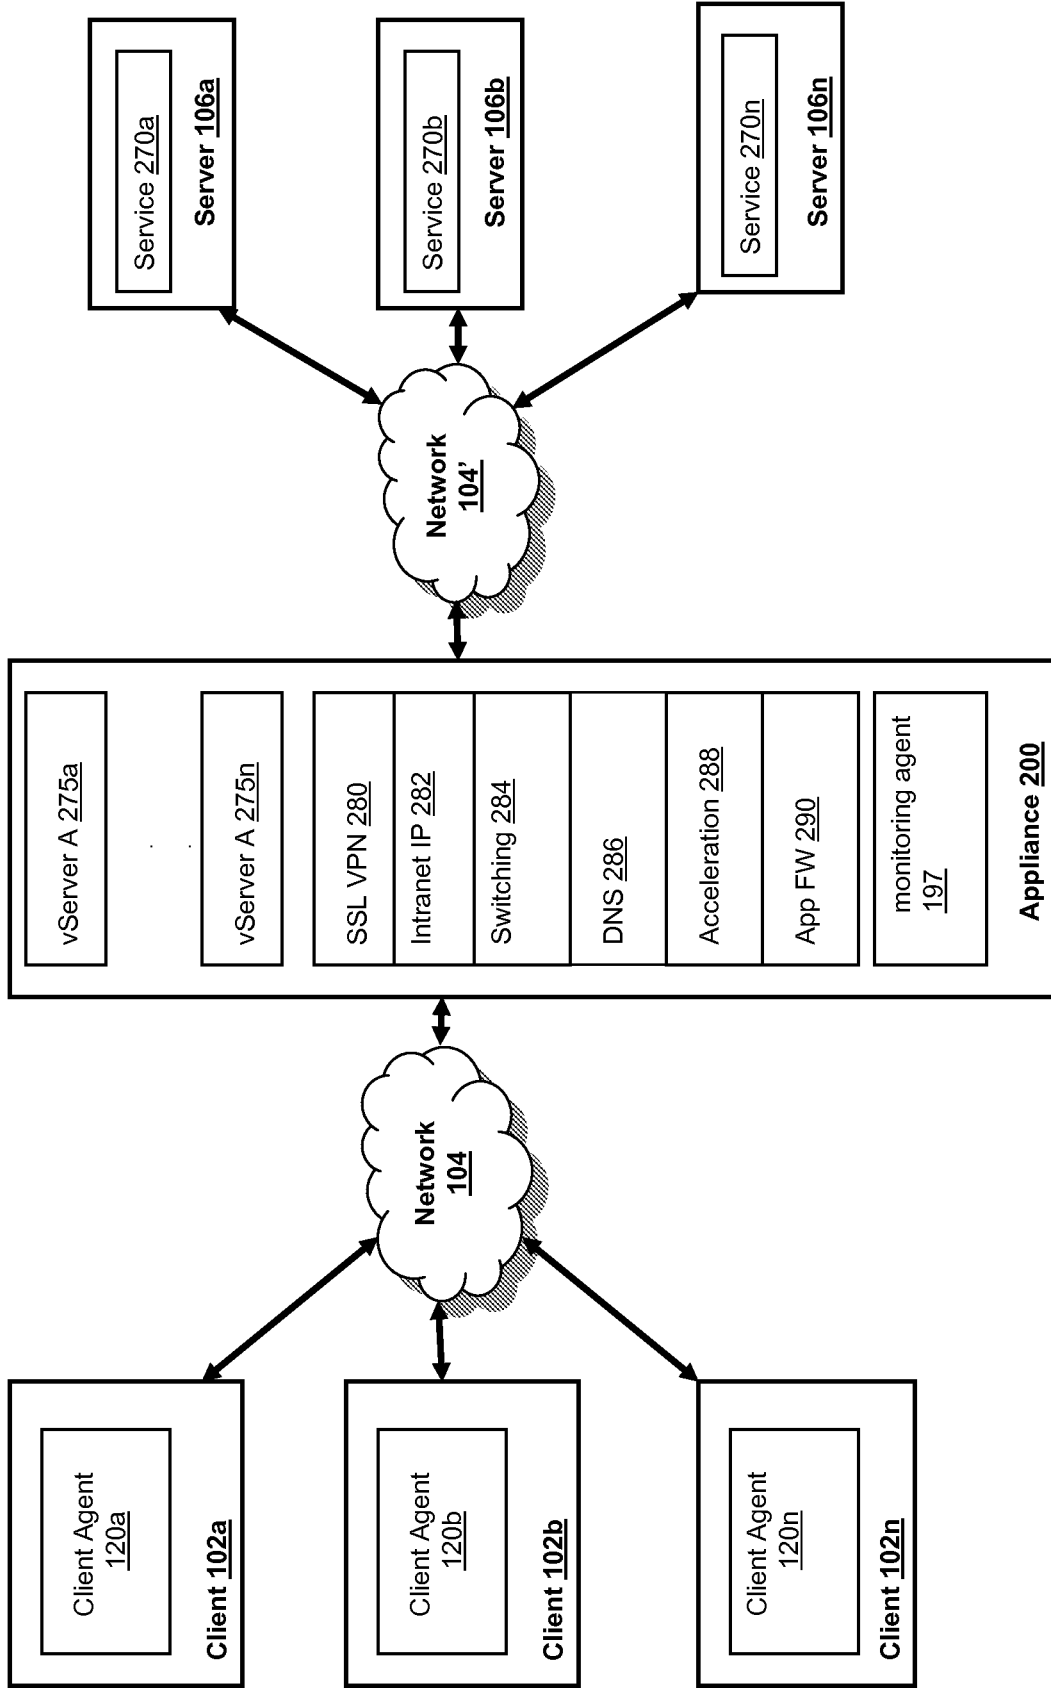 Client Agent
120a
Client 102a
Client Agent
120b
Client 102b
Client Agent
120n
Client 102n
Network
104
vServer A 275a
vServer A 275n
SSL VPN 280
Intranet IP 282
Switching 284
DNS 286
Acceleration 288
App FW 290
monitoring agent
197
Appliance 200
Network
104’
Service 270a
Server 106a
Service 270b
Server 106b
Service 270n
Server 106n